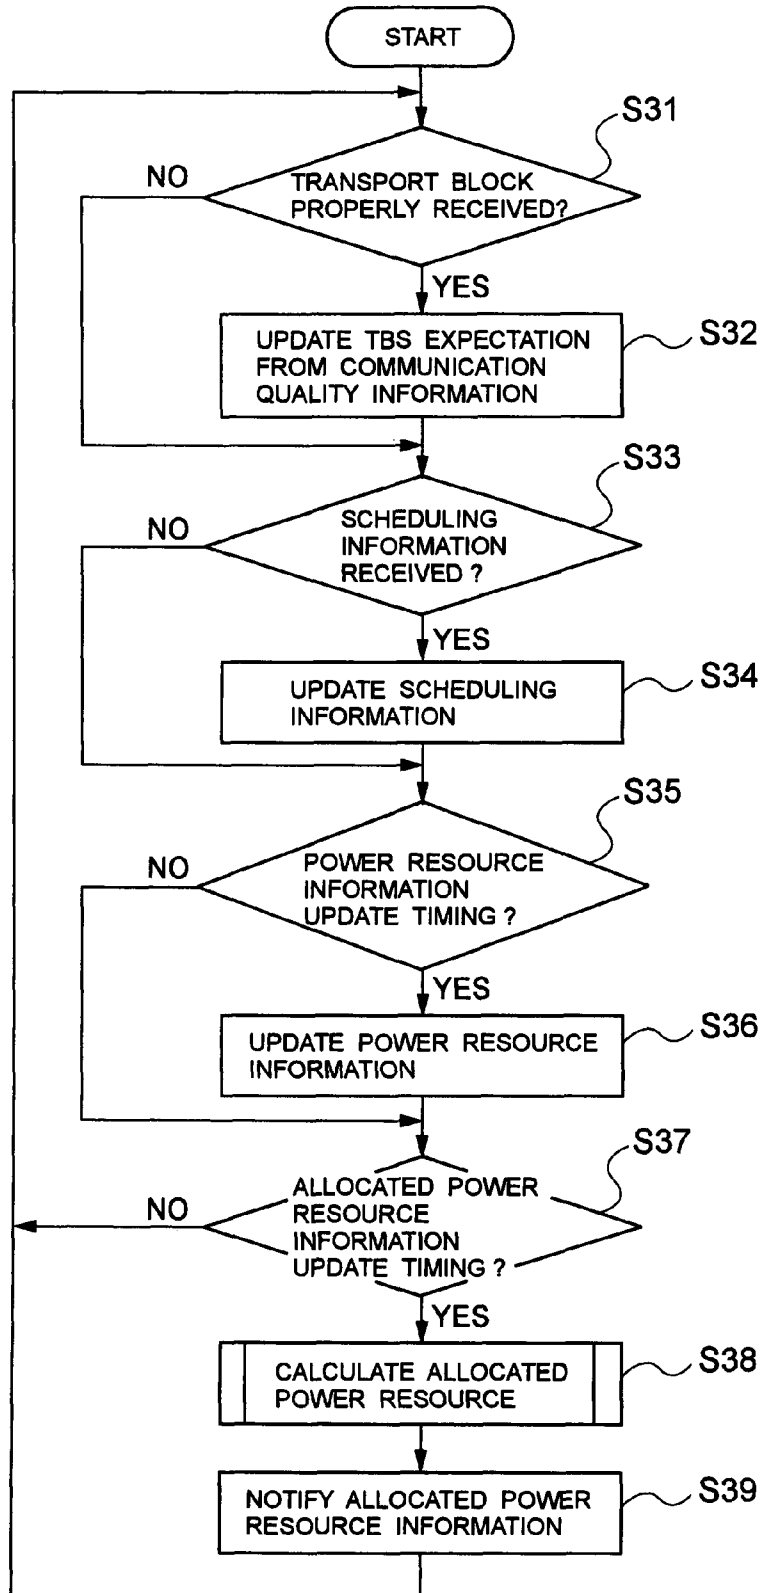 START
S31
TRANSPORT BLOCK
PROPERLY RECEIVED?
NO
YES
UPDATE TBS EXPECTATION
FROM COMMUNICATION
QUALITY INFORMATION
S32
S33
SCHEDULING
INFORMATION
RECEIVED ?
NO
YES
UPDATE SCHEDULING
INFORMATION
S34
S35
POWER RESOURCE
INFORMATION
UPDATE TIMING ?
NO
YES
UPDATE POWER RESOURCE
INFORMATION
S36
S37
ALLOCATED POWER
RESOURCE
INFORMATION
UPDATE TIMING ?
NO
YES
CALCULATE ALLOCATED
POWER RESOURCE
S38
NOTIFY ALLOCATED POWER
RESOURCE INFORMATION
S39